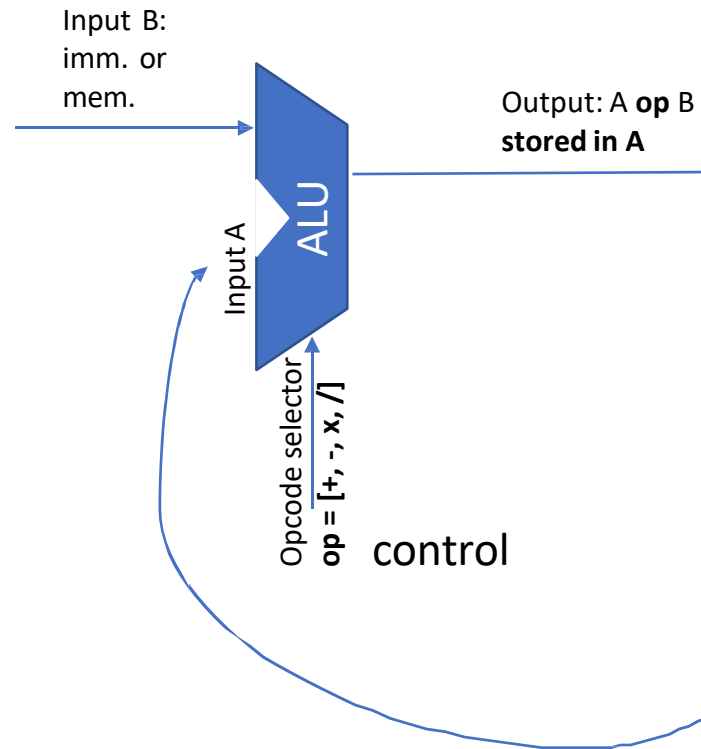 Input B:
imm. or
mem.
Output: A op B
stored in A
ALU
Input A
Opcode selector
op = [+, -, x, /]
control